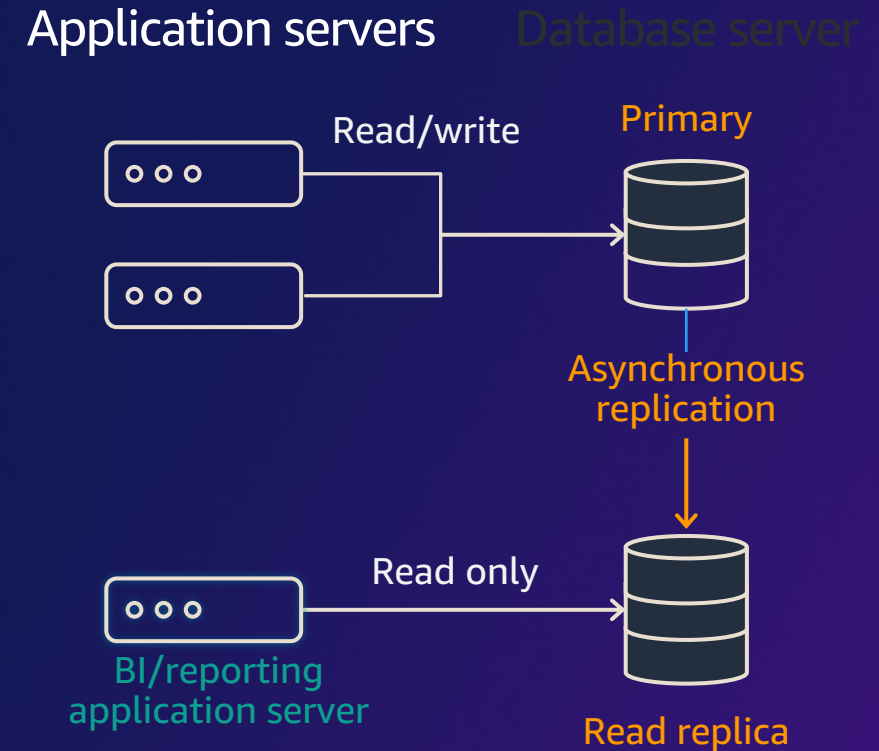 Application servers
Database server
Read/write
Primary
Asynchronous
replication
Read only
BI/reporting
application server
Read replica